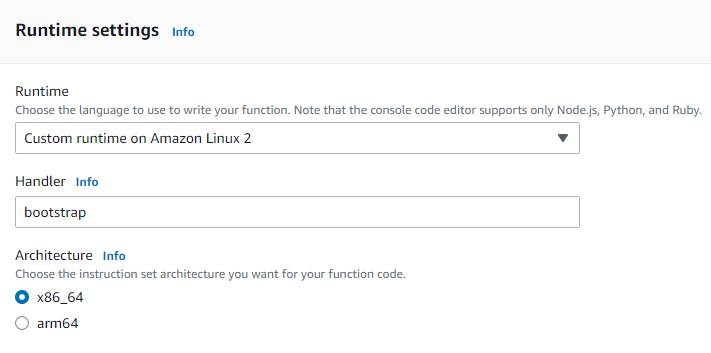 Runtime settings Info
Runtime
Choose the language to use to write your function. Note that the console code editor supports only Node.js, Python, and Ruby.
Custom runtime on Amazon Linux 2
Handler Info
bootstrap
Architecture Info
Choose the instruction set architecture you want for your function code.
x86_64
arm64